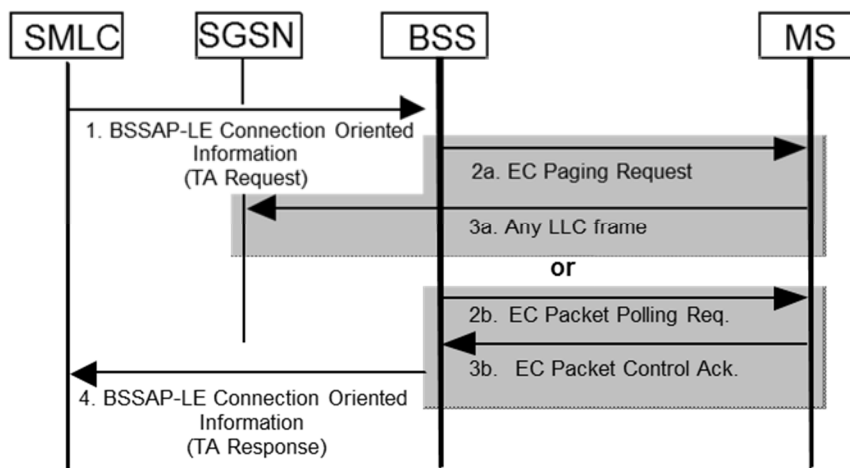 SMLC
SGSN
BSS
MS
1. BSSAP-LE Connection Oriented
Information
(TA Request)
2a. EC Paging Request
3a. Any LLC frame
or
2b. EC Packet Polling Req.
3b. EC Packet Control Ack.
4. BSSAP-LE Connection Oriented
Information
(TA Response)